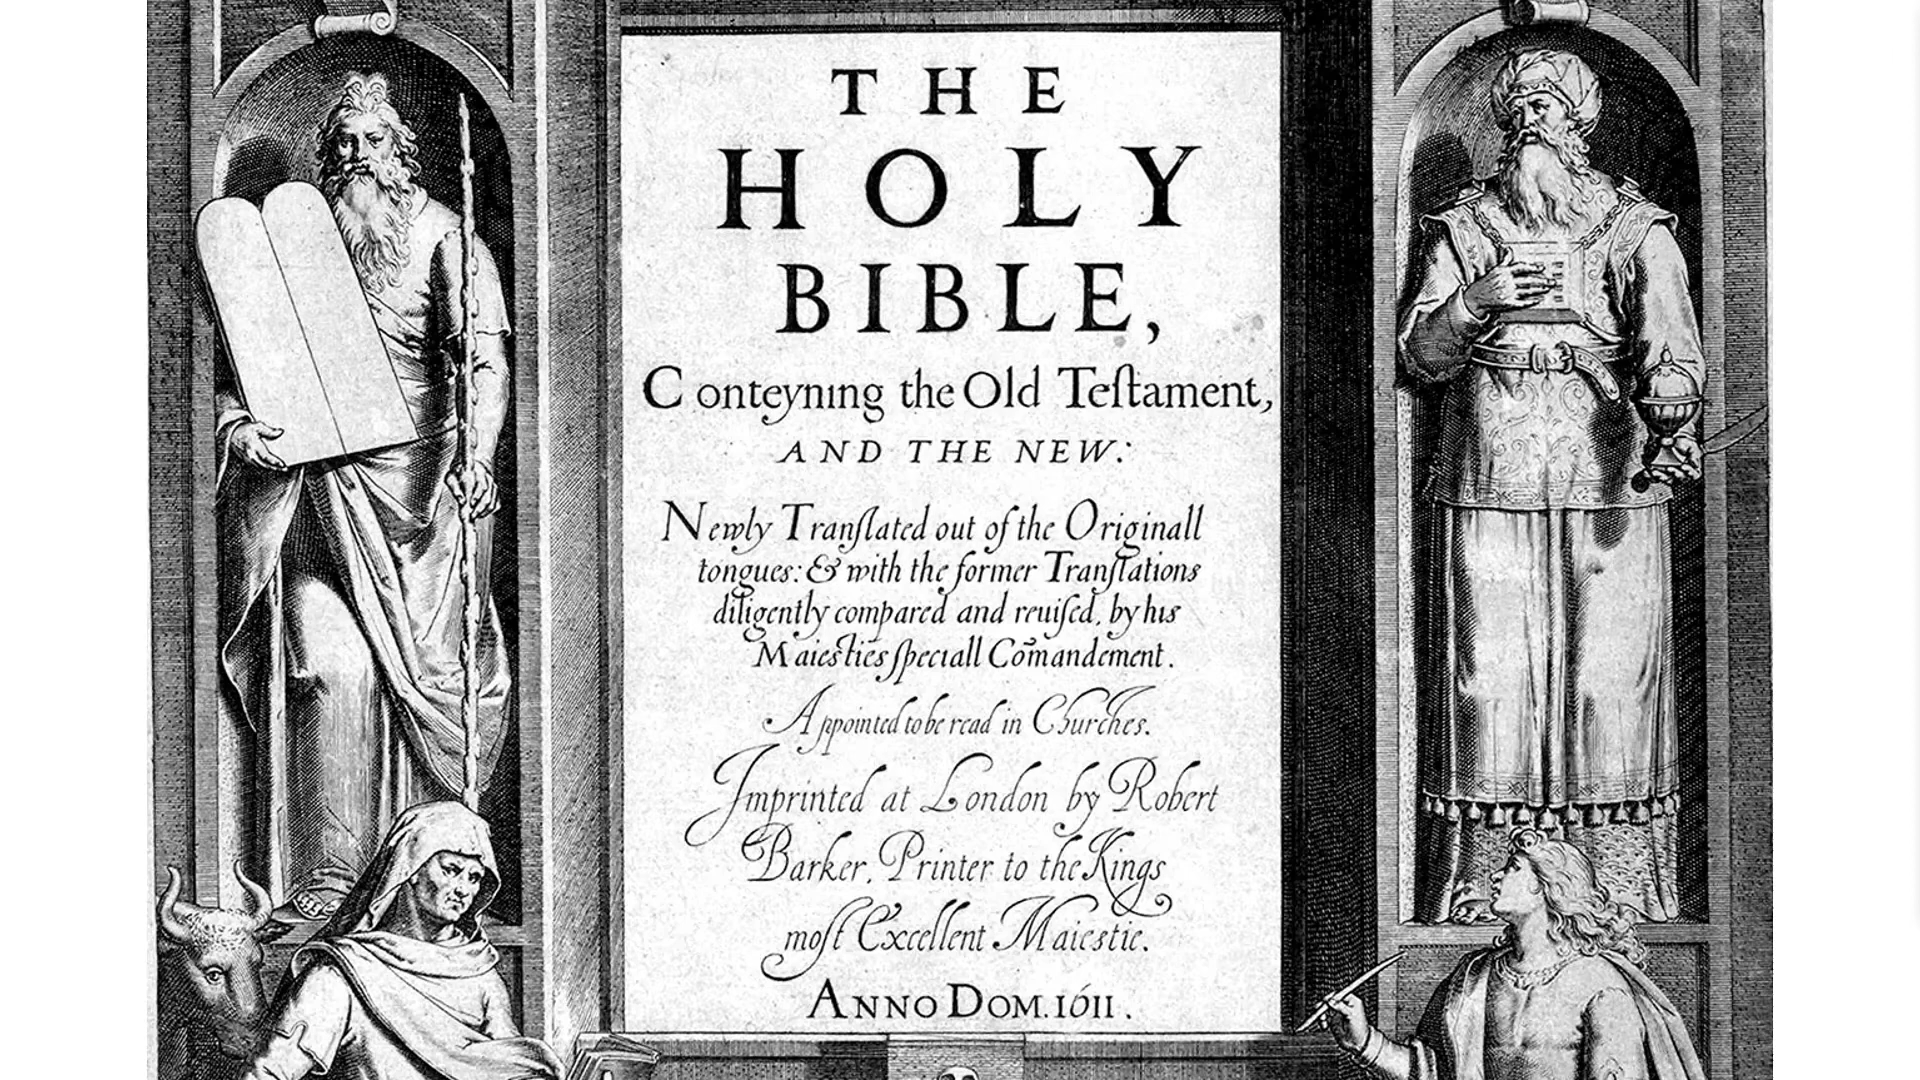 THE
HOLY
BIBLE,
Conteyning the Old Teſtament,
AND THE NEW:
Newly Tranſlated out of the Originall
tongues: & with the former Tranſlations
diligently compared and reuiſed, by his
Maiesties ſpeciall Com̃andement.
Appointed to be read in Churches.
Imprinted at London by Robert
Barker, Printer to the Kings
moſt Excellent Maiestie.
ANNO DOM. 1611.